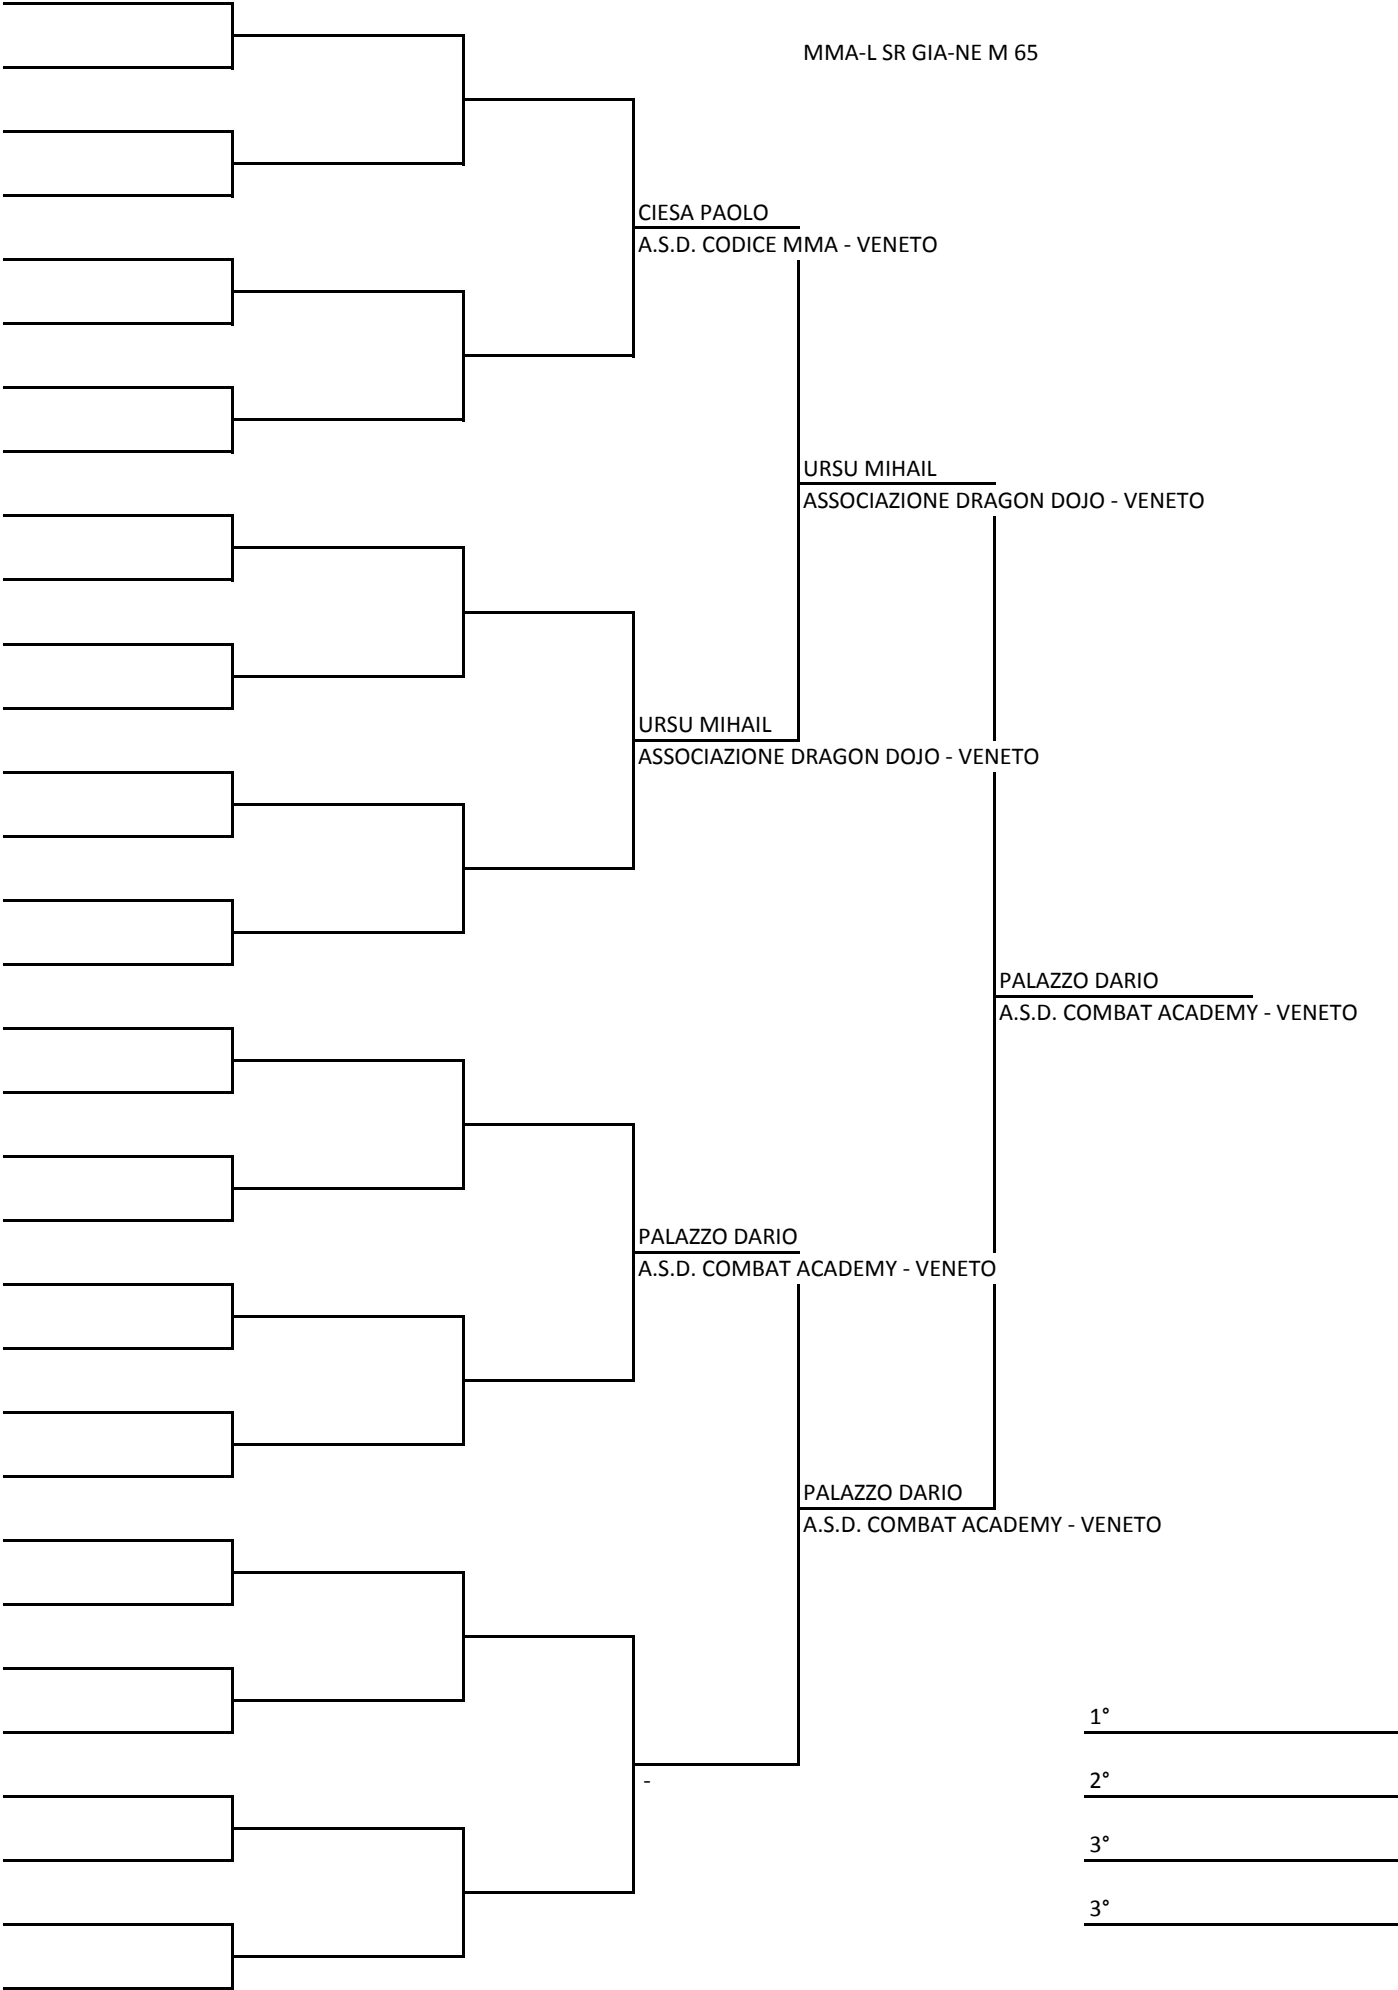 MMA-L SR GIA-NE M 65
CIESA PAOLO
A.S.D. CODICE MMA - VENETO
URSU MIHAIL
ASSOCIAZIONE DRAGON DOJO - VENETO
URSU MIHAIL
ASSOCIAZIONE DRAGON DOJO - VENETO
PALAZZO DARIO
A.S.D. COMBAT ACADEMY - VENETO
PALAZZO DARIO
A.S.D. COMBAT ACADEMY - VENETO
PALAZZO DARIO
A.S.D. COMBAT ACADEMY - VENETO
1°
-
2°
3°
3°